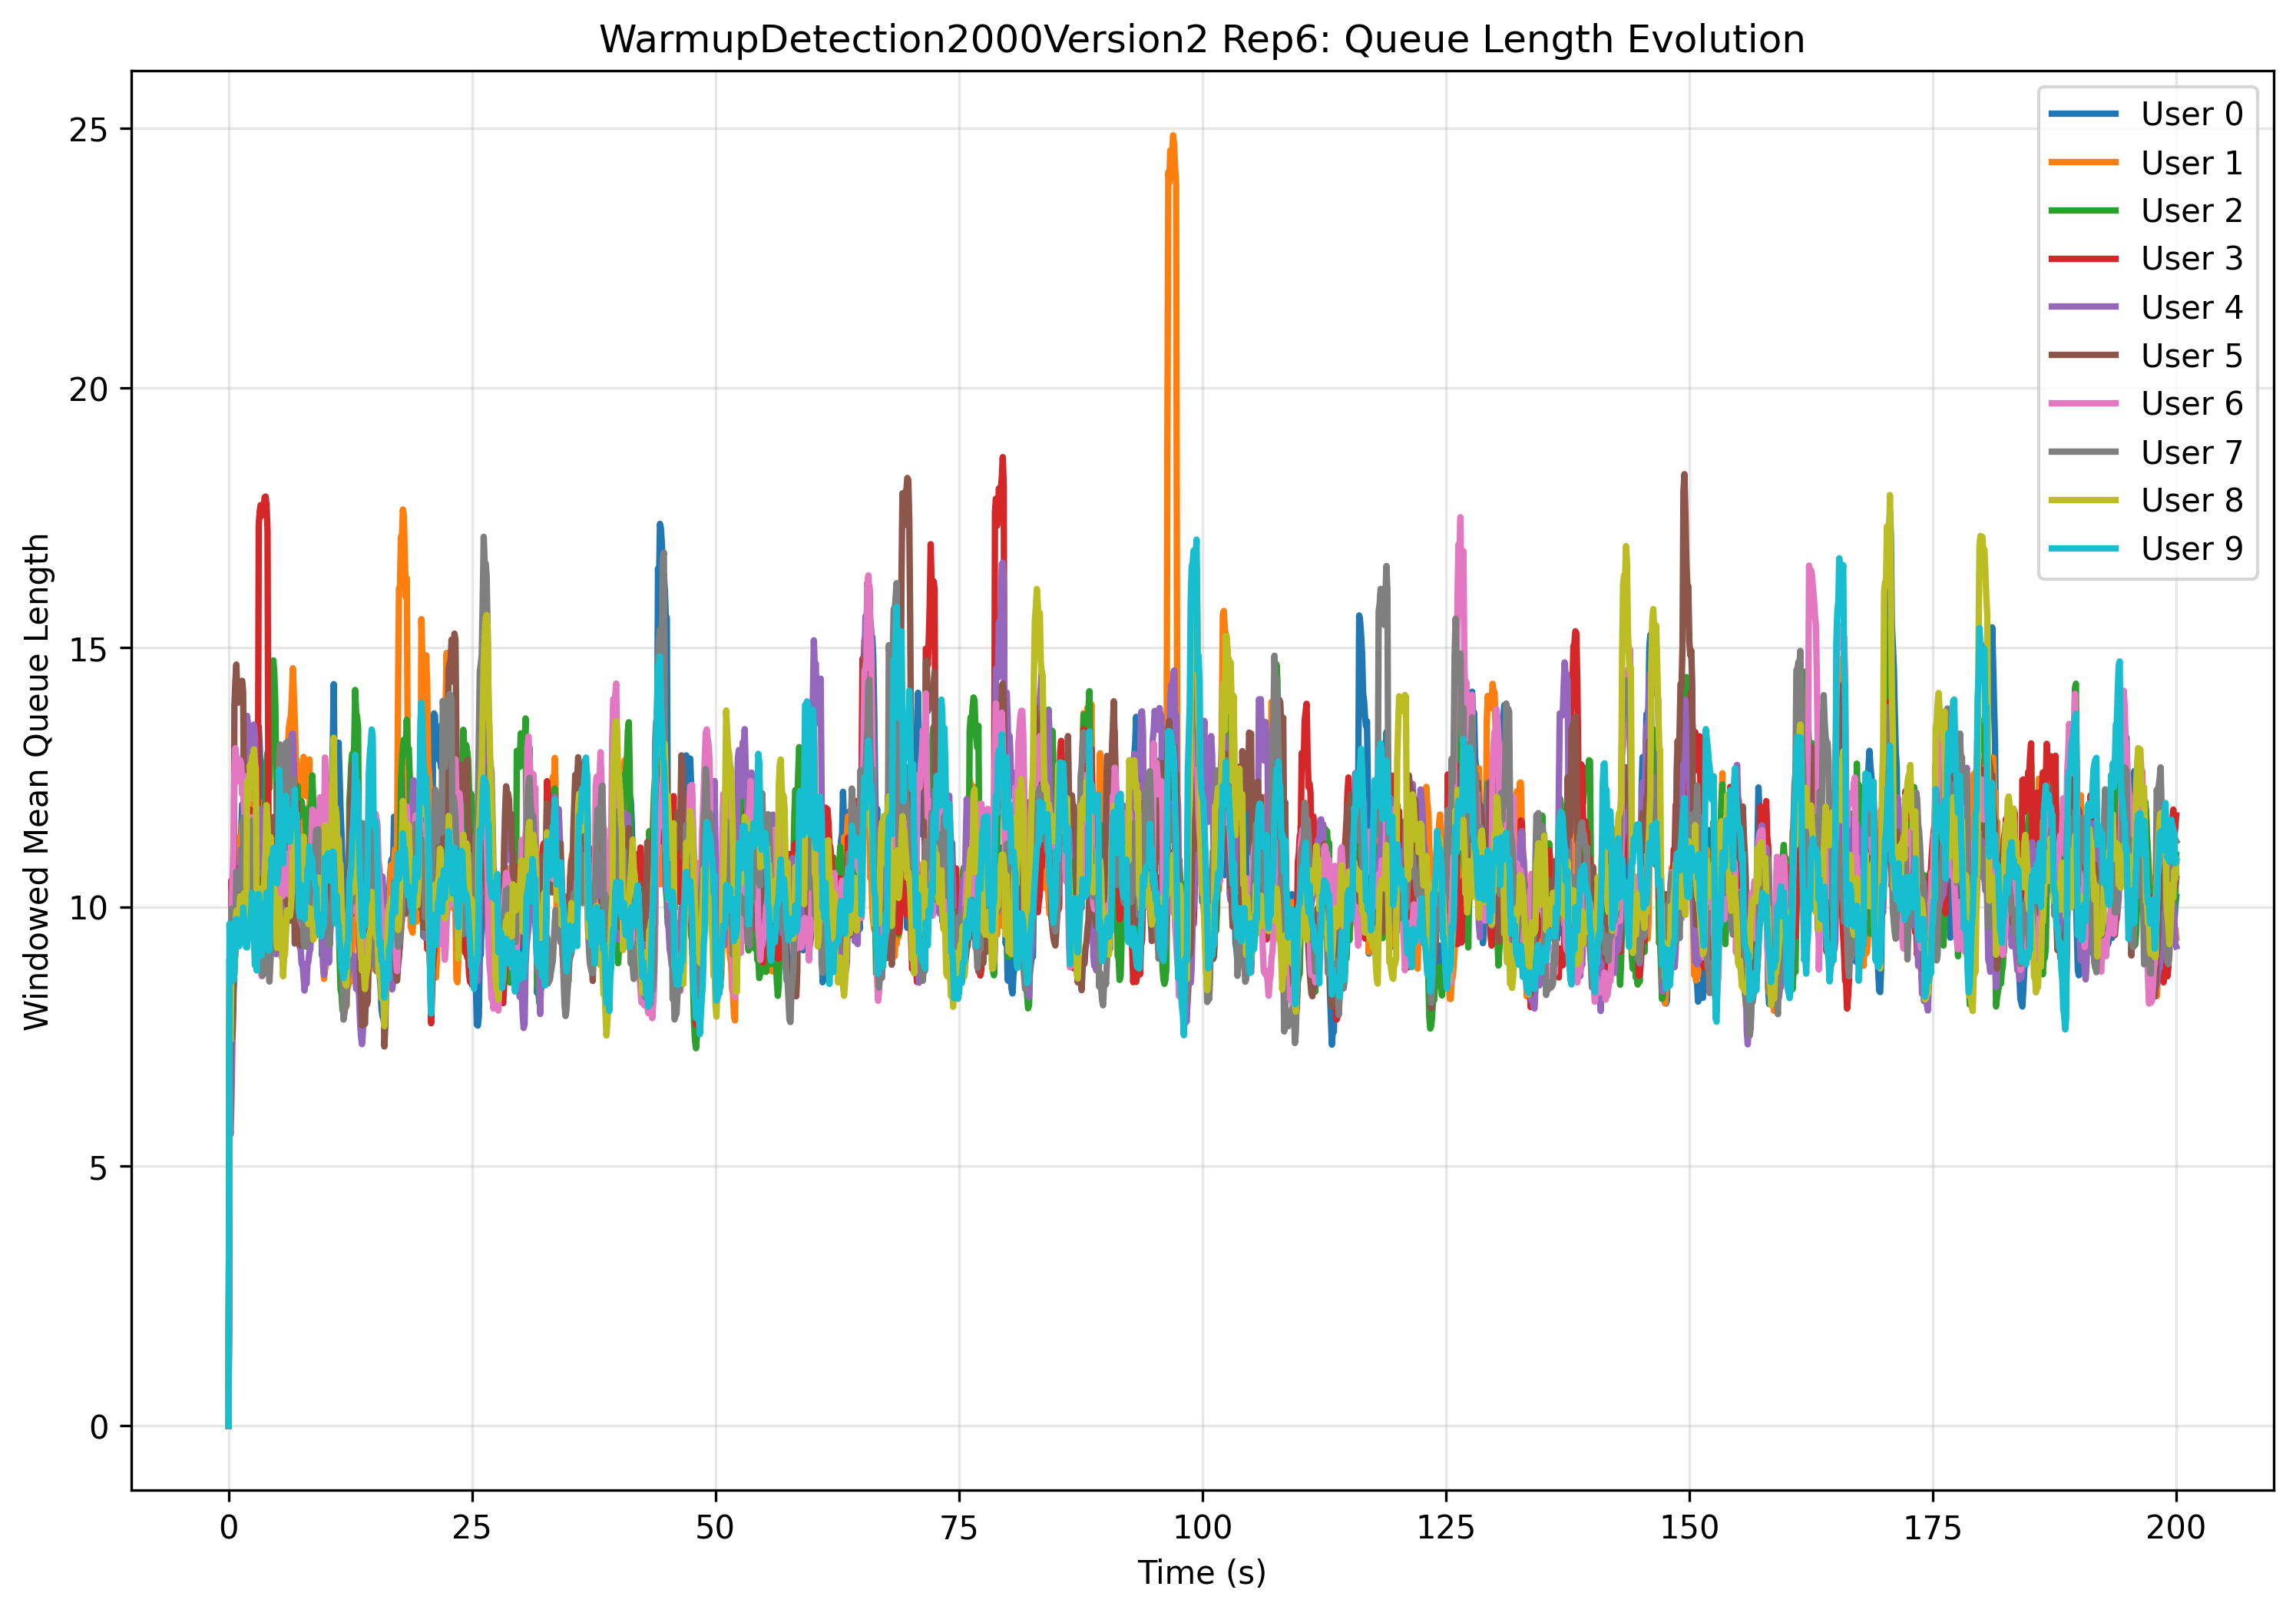 WarmupDetection2000Version2 Rep6: Queue Length Evolution
Windowed Mean Queue Length
25
20
15
10
5
0
User 0
User 1
User 2
User 3
User 4
User 5
User 6
User 7
User 8
User 9
0
25
50
75
100
125
150
175
200
Time (s)